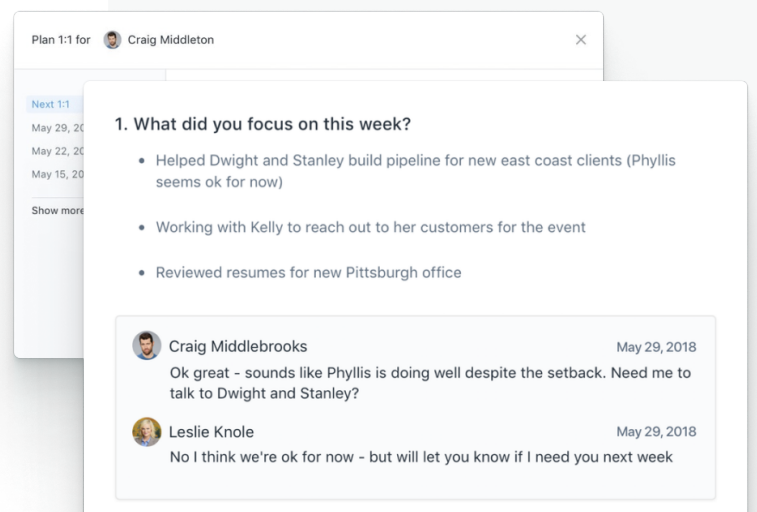 Plan 1:1 for Craig Middleton
Next 1:1
May 29, 20
May 22, 20
May 15, 20
Show more
1. What did you focus on this week?
• Helped Dwight and Stanley build pipeline for new east coast clients (Phyllis
seems ok for now)
• Working with Kelly to reach out to her customers for the event
• Reviewed resumes for new Pittsburgh office
Craig Middlebrooks May 29, 2018
Ok great - sounds like Phyllis is doing well despite the setback. Need me to
talk to Dwight and Stanley?
Leslie Knole May 29, 2018
No I think we're ok for now - but will let you know if I need you next week